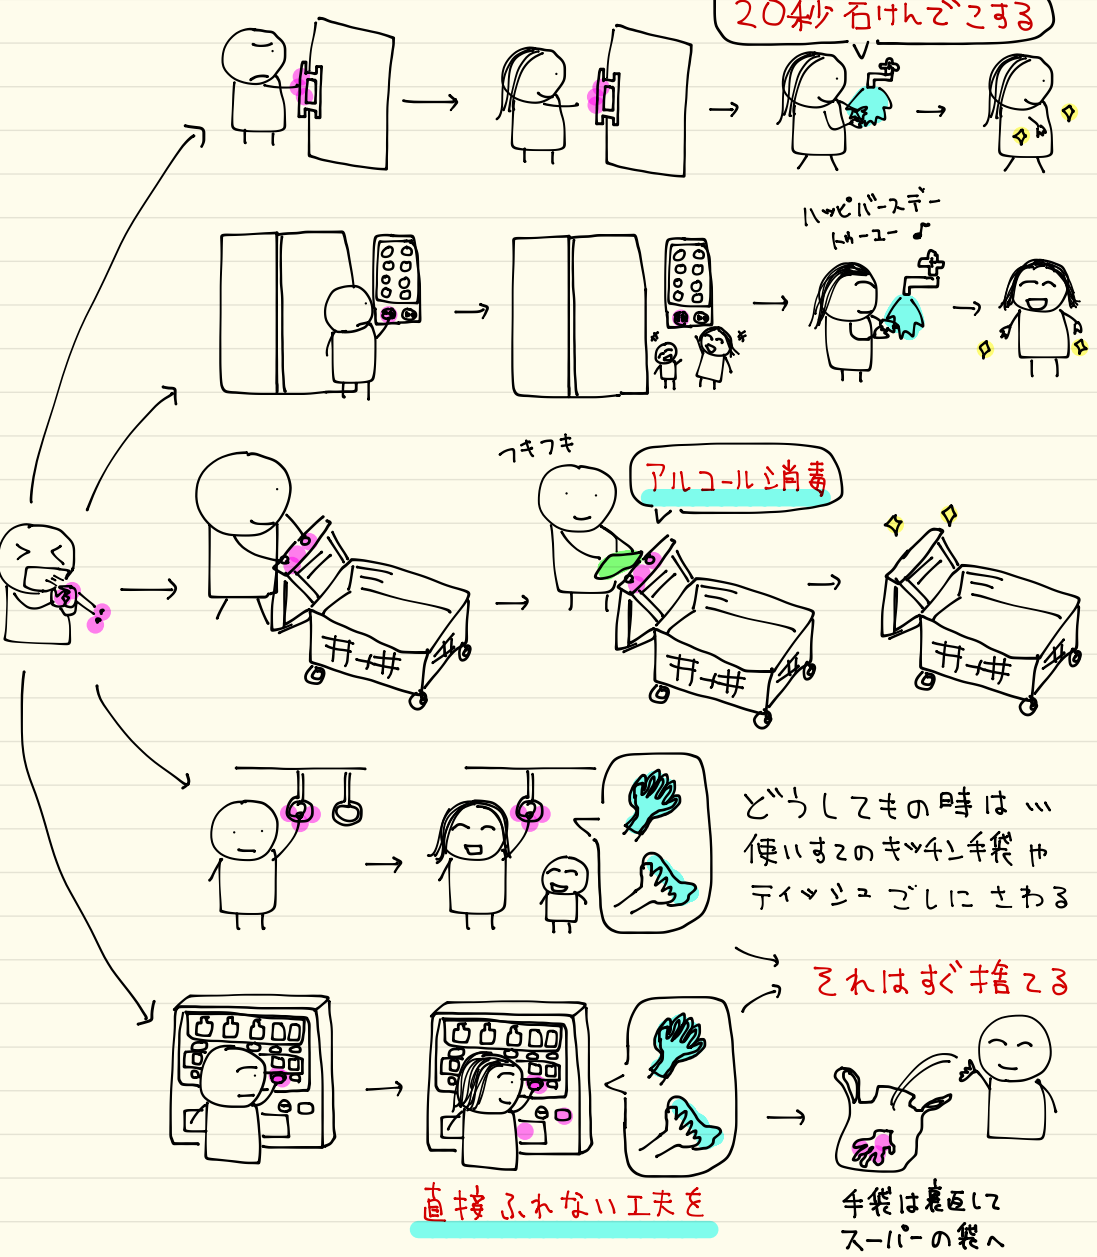 20秒石けんでこする
ハッピバースデー
トゥーユー♪
フキフキ
アルコール消毒
どうしてもの時は…
使いすてのキッチン手袋や
ティッシュごしにさわる
それはすぐ捨てる
直接ふれない工夫を
手袋は裏返して
スーパーの袋へ